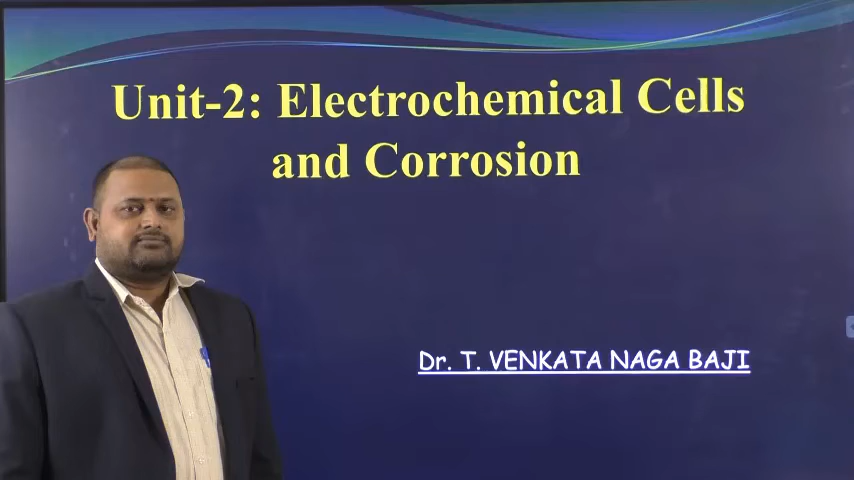 Unit-2: Electrochemical Cells
and Corrosion
Dr. T. VENKATA NAGA BAJI